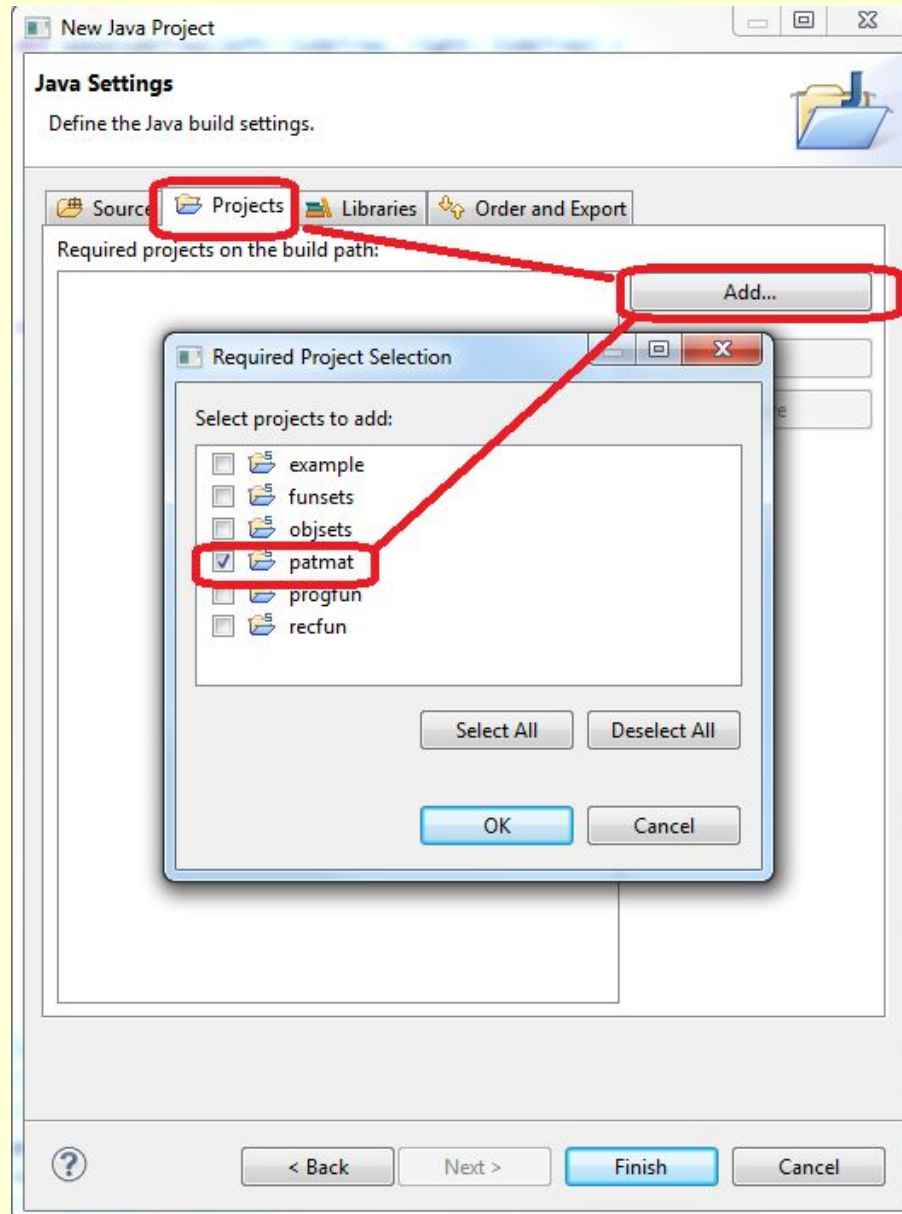 New Java Project
Java Settings
Define the Java build settings.
Source
Projects
Libraries
Order and Export
Required projects on the build path:
Add...
Required Project Selection
Select projects to add:
example
funsets
objsets
patmat
progfun
recfun
Select All
Deselect All
OK
Cancel
?
< Back
Next >
Finish
Cancel